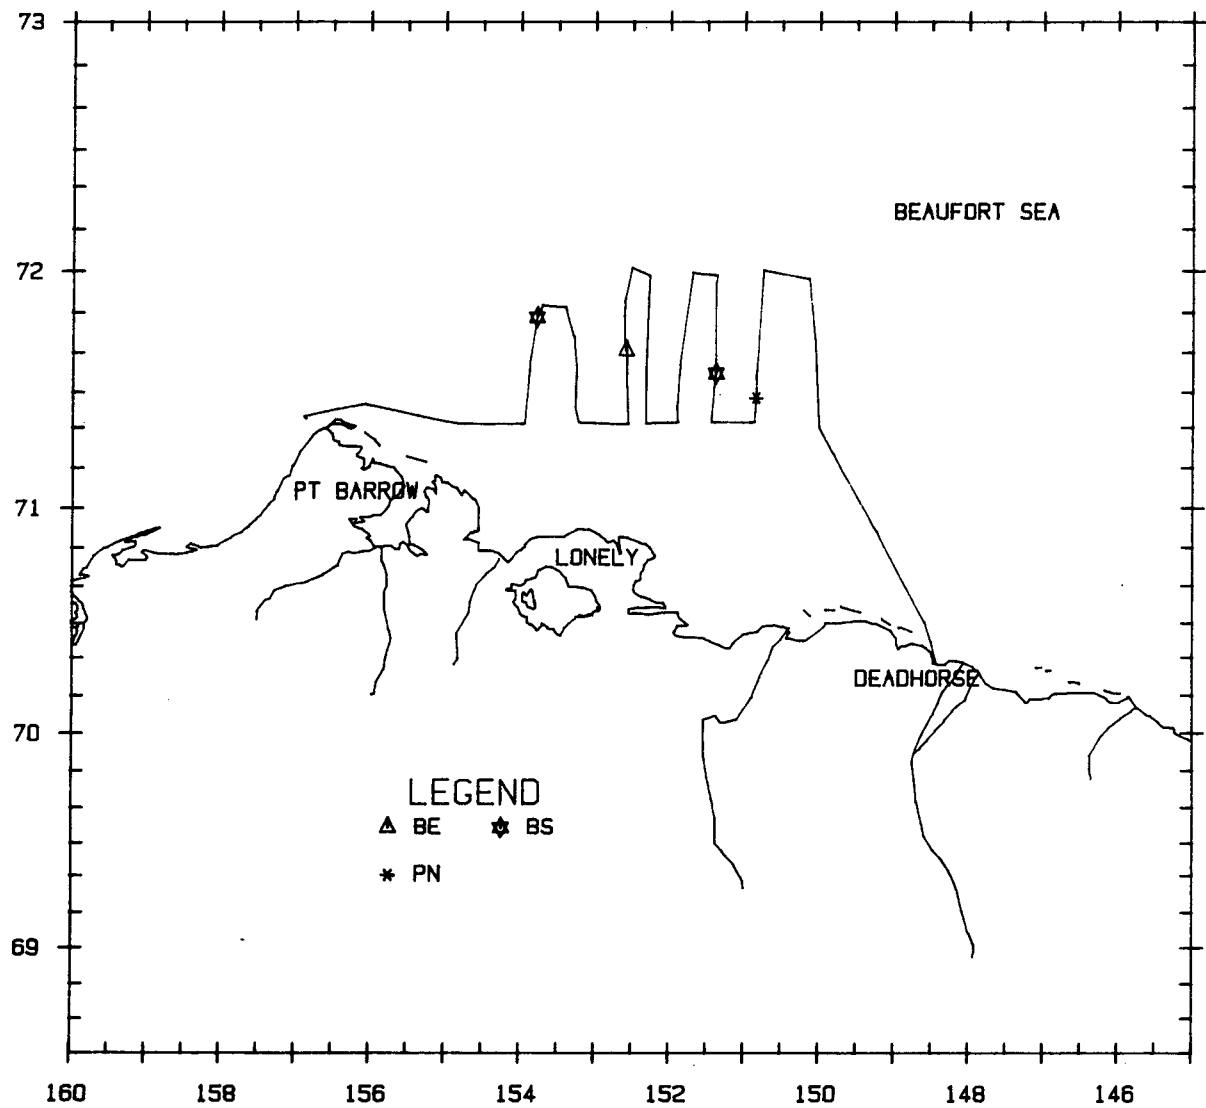 73
BEAUFORT SEA
72
PT BARROW
71
LONELY
DEADHORSE
70
LEGEND
BE BS
PN
69
160 158 156 154 152 150 148 146